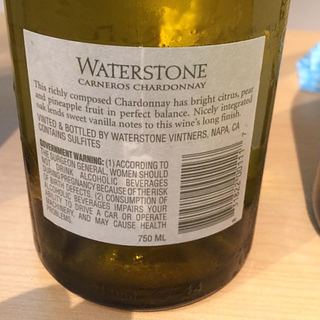 WATERSTONE
CARNEROS CHARDONNAY
This richly composed Chardonnay has bright citrus, pear
and pineapple fruit in perfect balance. Nicely integrated
oak lends sweet vanilla notes to this wine's long finish.
VINTED & BOTTLED BY WATERSTONE VINTNERS, NAPA, CA
CONTAINS SULFITES
GOVERNMENT WARNING: (1) ACCORDING TO
THE SURGEON GENERAL, WOMEN SHOULD
NOT DRINK ALCOHOLIC BEVERAGES
DURING PREGNANCY BECAUSE OF THE RISK
OF BIRTH DEFECTS. (2) CONSUMPTION OF
ALCOHOLIC BEVERAGES IMPAIRS YOUR
ABILITY TO DRIVE A CAR OR OPERATE
MACHINERY, AND MAY CAUSE HEALTH
PROBLEMS.
750 ML